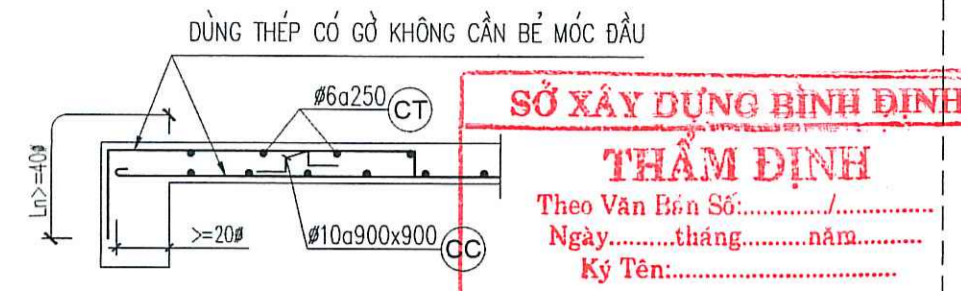 DÙNG THÉP CÓ GỜ KHÔNG CẦN BẺ MÓC ĐẦU
ø6a250 CT
Ln>=40ø
>=20ø
ø10a900x900 CC
SỞ XÂY DỰNG BÌNH ĐỊNH
THẨM ĐỊNH
Theo Văn Bản Số:............/..............
Ngày.........tháng.........năm..........
Ký Tên:..................................